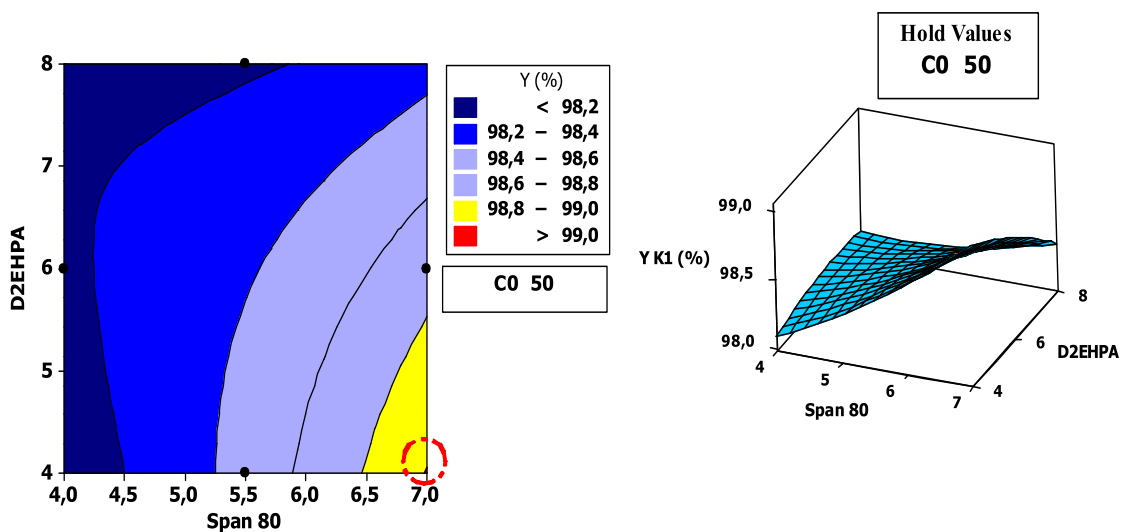 8
7
6
5
4
D2EHPA
4,0 4,5 5,0 5,5 6,0 6,5 7,0
Span 80
Y (%)
< 98,2
98,2 – 98,4
98,4 – 98,6
98,6 – 98,8
98,8 – 99,0
> 99,0
C0 50
Hold Values
C0 50
99,0
98,5
98,0
Y K1 (%)
4
5
6
7
Span 80
4
6
8
D2EHPA